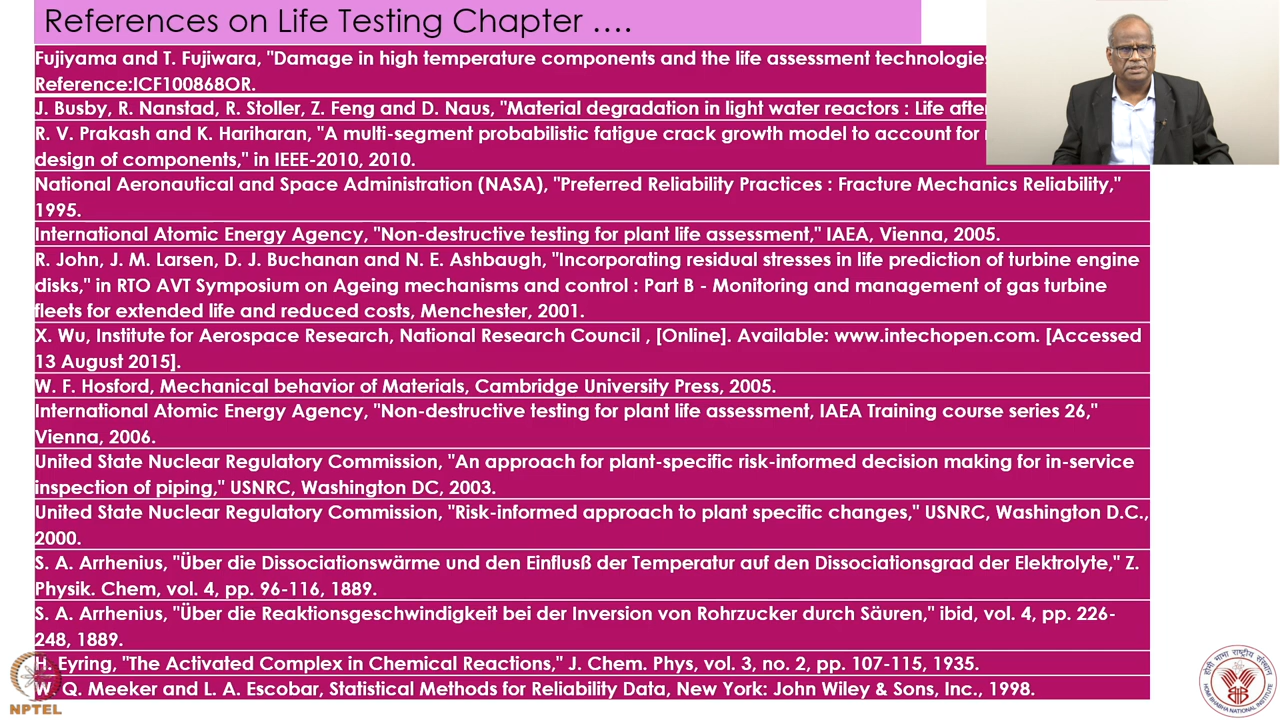 References on Life Testing Chapter ….
Fujiyama and T. Fujiwara, "Damage in high temperature components and the life assessment technologies
Reference:ICF100868OR.
J. Busby, R. Nanstad, R. Stoller, Z. Feng and D. Naus, "Material degradation in light water reactors : Life after
R. V. Prakash and K. Hariharan, "A multi-segment probabilistic fatigue crack growth model to account for
design of components," in IEEE-2010, 2010.
National Aeronautical and Space Administration (NASA), "Preferred Reliability Practices : Fracture Mechanics Reliability,"
1995.
International Atomic Energy Agency, "Non-destructive testing for plant life assessment," IAEA, Vienna, 2005.
R. John, J. M. Larsen, D. J. Buchanan and N. E. Ashbaugh, "Incorporating residual stresses in life prediction of turbine engine
disks," in RTO AVT Symposium on Ageing mechanisms and control : Part B - Monitoring and management of gas turbine
fleets for extended life and reduced costs, Menchester, 2001.
X. Wu, Institute for Aerospace Research, National Research Council , [Online]. Available: www.intechopen.com. [Accessed
13 August 2015].
W. F. Hosford, Mechanical behavior of Materials, Cambridge University Press, 2005.
International Atomic Energy Agency, "Non-destructive testing for plant life assessment, IAEA Training course series 26,"
Vienna, 2006.
United State Nuclear Regulatory Commission, "An approach for plant-specific risk-informed decision making for in-service
inspection of piping," USNRC, Washington DC, 2003.
United State Nuclear Regulatory Commission, "Risk-informed approach to plant specific changes," USNRC, Washington D.C.,
2000.
S. A. Arrhenius, "Über die Dissociationswärme und den Einflusß der Temperatur auf den Dissociationsgrad der Elektrolyte," Z.
Physik. Chem, vol. 4, pp. 96-116, 1889.
S. A. Arrhenius, "Über die Reaktionsgeschwindigkeit bei der Inversion von Rohrzucker durch Säuren," ibid, vol. 4, pp. 226-
248, 1889.
H. Eyring, "The Activated Complex in Chemical Reactions," J. Chem. Phys, vol. 3, no. 2, pp. 107-115, 1935.
W. Q. Meeker and L. A. Escobar, Statistical Methods for Reliability Data, New York: John Wiley & Sons, Inc., 1998.
NPTEL
होमी भाभा राष्ट्रीय संस्थान
HOMI BHABHA NATIONAL INSTITUTE